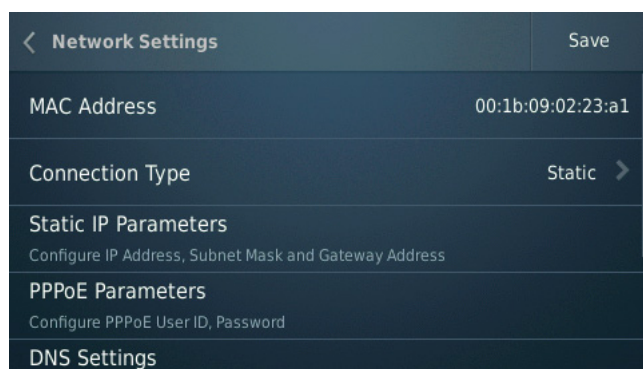 Network Settings
Save
MAC Address
00:1b:09:02:23:a1
Connection Type
Static
Static IP Parameters
Configure IP Address, Subnet Mask and Gateway Address
PPPoE Parameters
Configure PPPoE User ID, Password
DNS Settings